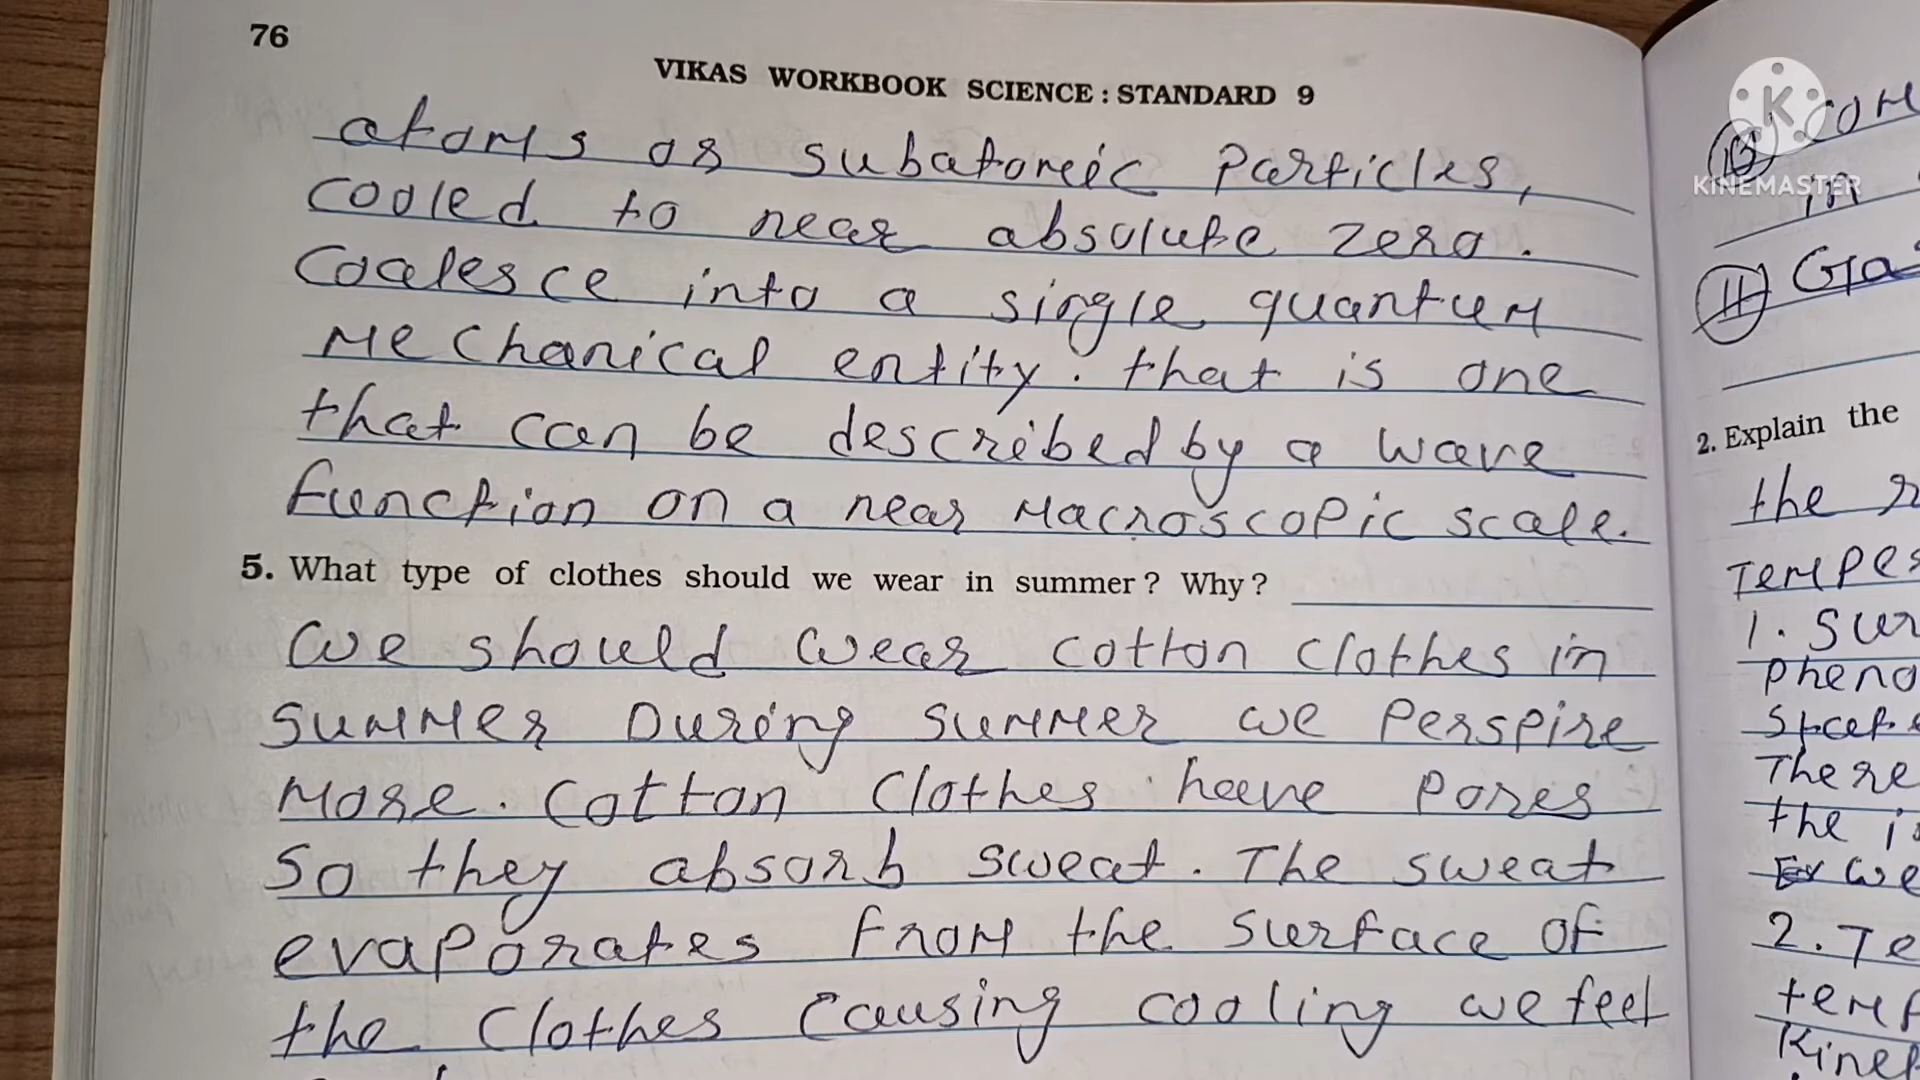 76
VIKAS WORKBOOK SCIENCE : STANDARD 9
atoms or subatomic particles,
cooled to near absolute zero.
Coalesce into a single quantum
mechanical entity. that is one
that can be described by a wave
function on a near macroscopic scale.
5. What type of clothes should we wear in summer ? Why ?
We should wear cotton clothes in
summer During summer we perspire
more. Cotton clothes have pores
So they absorb sweat. The sweat
evaporates from the surface of
the clothes causing cooling we feel
KINEMASTER
in
11 Gas
2. Explain the
the
1.
There
the
we
2. Te